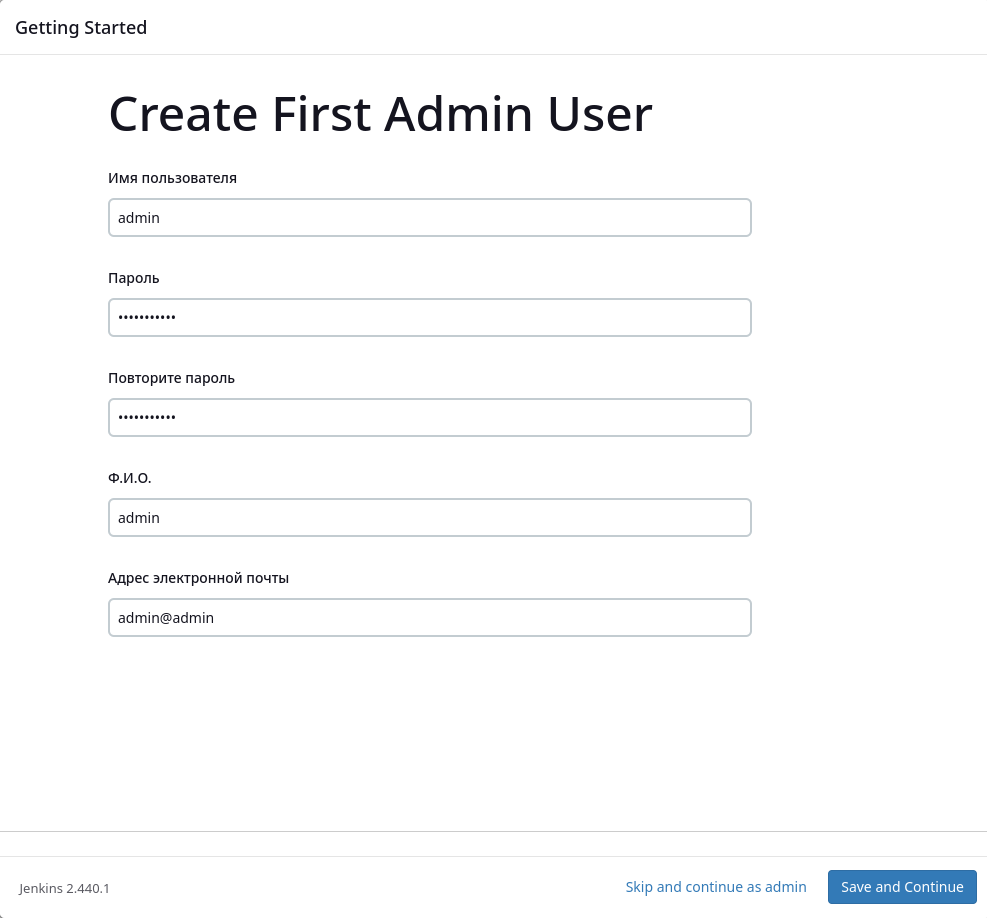 Getting Started
Create First Admin User
Имя пользователя
admin
Пароль
•••••••••••
Повторите пароль
•••••••••••
Ф.И.О.
admin
Адрес электронной почты
admin@admin
Jenkins 2.440.1
Skip and continue as admin
Save and Continue